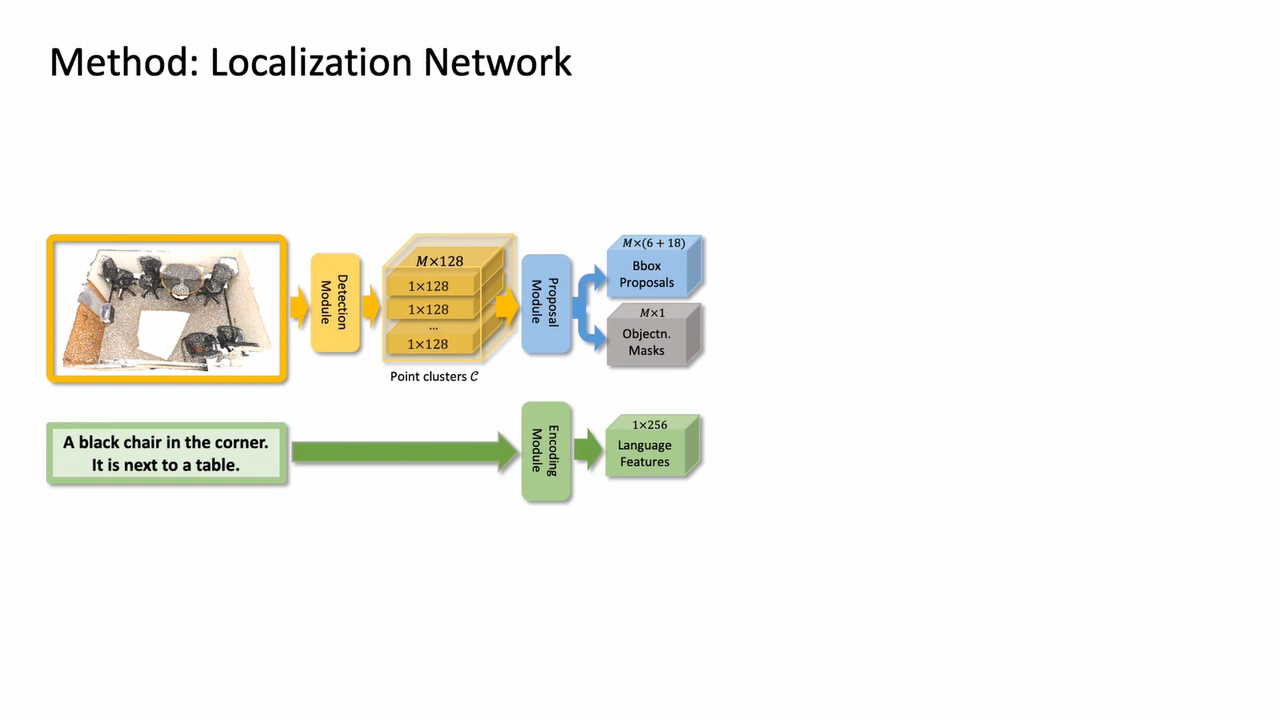 Method: Localization Network
Detection
Module
M×128
1×128
1×128
...
1×128
Point clusters 𝒞
Proposal
Module
M×(6 + 18)
Bbox
Proposals
M×1
Objectn.
Masks
A black chair in the corner.
It is next to a table.
Encoding
Module
1×256
Language
Features